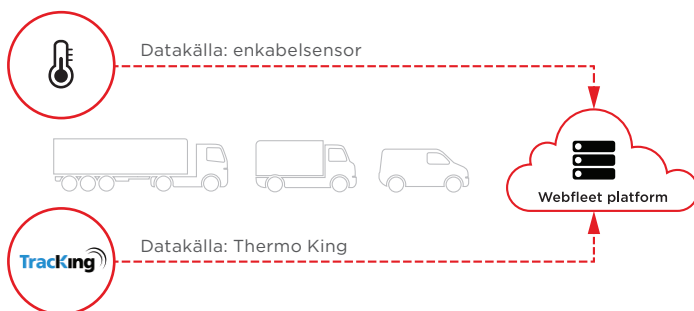 Datakälla: enkabelsensor
Webfleet platform
TracKing
Datakälla: Thermo King